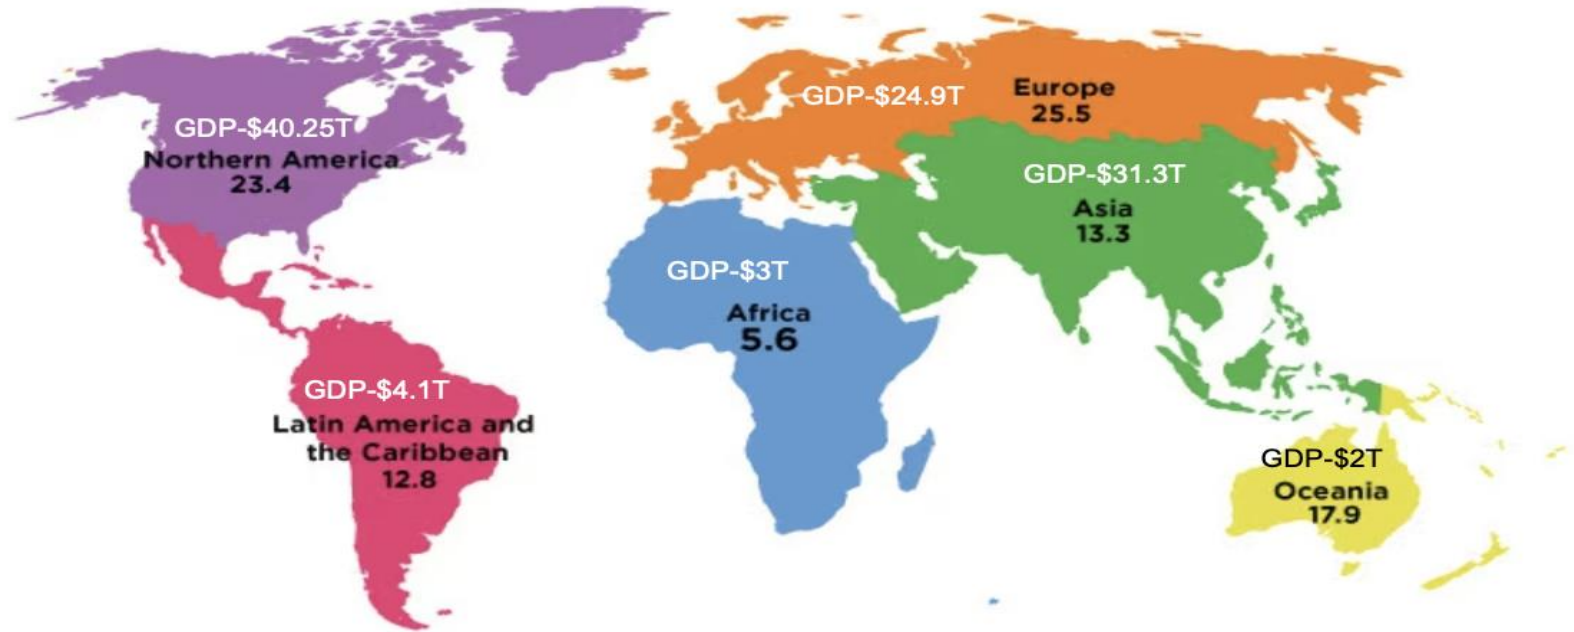 GDP-$40.25T
Northern America
23.4
GDP-$24.9T
Europe
25.5
GDP-$31.3T
Asia
13.3
GDP-$3T
Africa
5.6
GDP-$4.1T
Latin America and
the Caribbean
12.8
GDP-$2T
Oceania
17.9